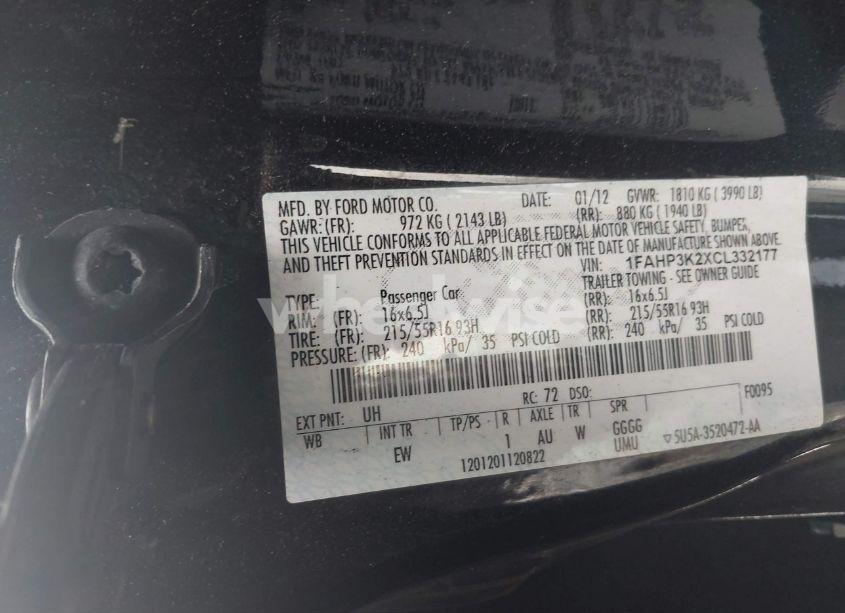 MFD. BY FORD MOTOR CO. DATE: 01/12 GVWR: 1810 KG ( 3990 LB)
GAWR: (FR): 972 KG ( 2143 LB) (RR): 880 KG ( 1940 LB)
THIS VEHICLE CONFORMS TO ALL APPLICABLE FEDERAL MOTOR VEHICLE SAFETY, BUMPER,
AND THEFT PREVENTION STANDARDS IN EFFECT ON THE DATE OF MANUFACTURE SHOWN ABOVE.
VIN: 1FAHP3K2XCL332177
TYPE: Passenger Car TRAILER TOWING - SEE OWNER GUIDE
RIM: (FR): 16x6.5J (RR): 16x6.5J
TIRE: (FR): 215/55R16 93H (RR): 215/55R16 93H
PRESSURE: (FR): 240 kPa/ 35 PSI COLD (RR): 240 kPa/ 35 PSI COLD
EXT PNT: UH RC: 72 DSO: F0095
WB INT TR TP/PS R AXLE TR SPR
EW 1 AU W GGGG
UMU 5U5A-3520472-AA
1201201120822
wheelwise